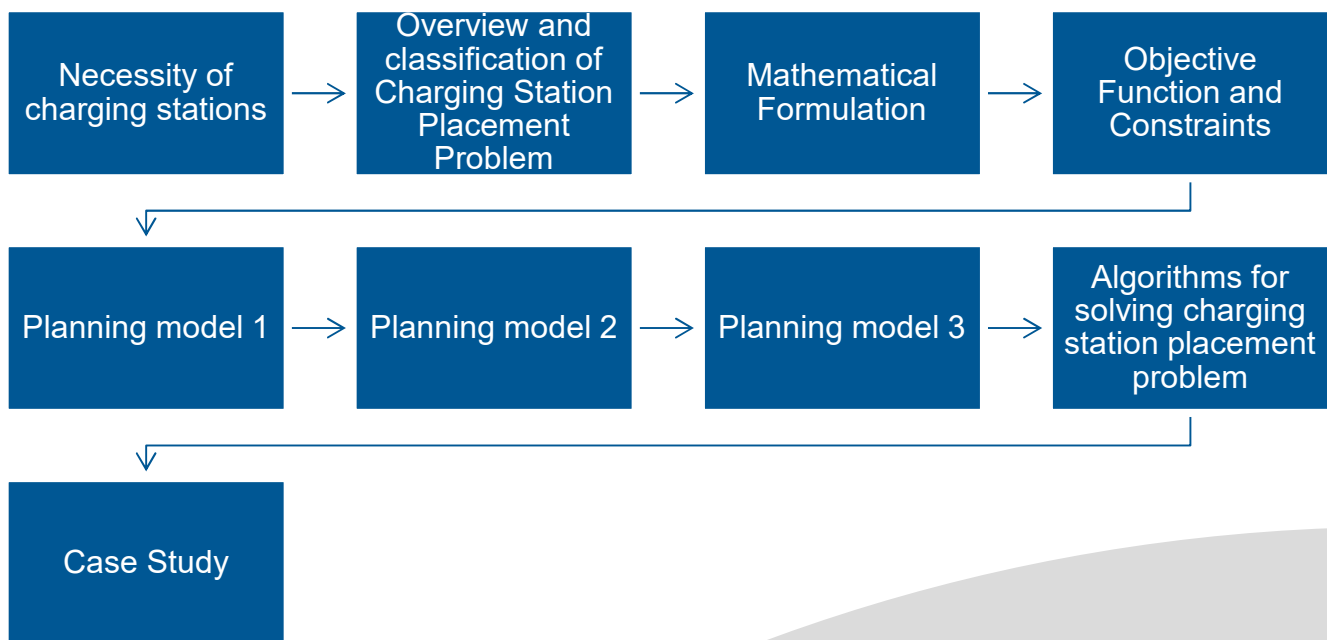 Necessity of
charging stations
Overview and
classification of
Charging Station
Placement
Problem
Mathematical
Formulation
Objective
Function and
Constraints
Planning model 1
Planning model 2
Planning model 3
Algorithms for
solving charging
station placement
problem
Case Study